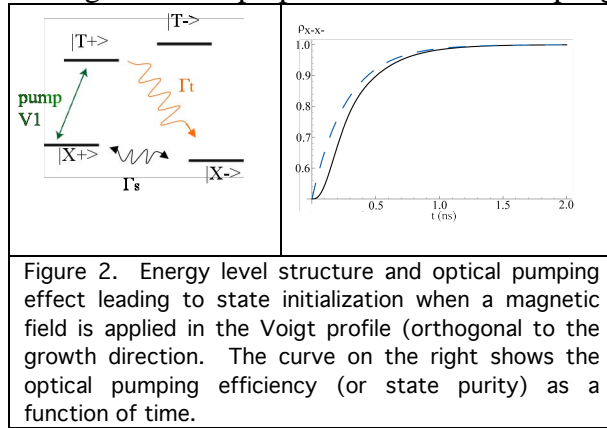 |T+>
|T->
Γt
pump
V1
|X+>
|X->
Γs
ρX-X-
1.0
0.9
0.8
0.7
0.6
0.5
1.0
1.5
2.0
t (ns)
Figure 2. Energy level structure and optical pumping
effect leading to state initialization when a magnetic
field is applied in the Voigt profile (orthogonal to the
growth direction. The curve on the right shows the
optical pumping efficiency (or state purity) as a
function of time.